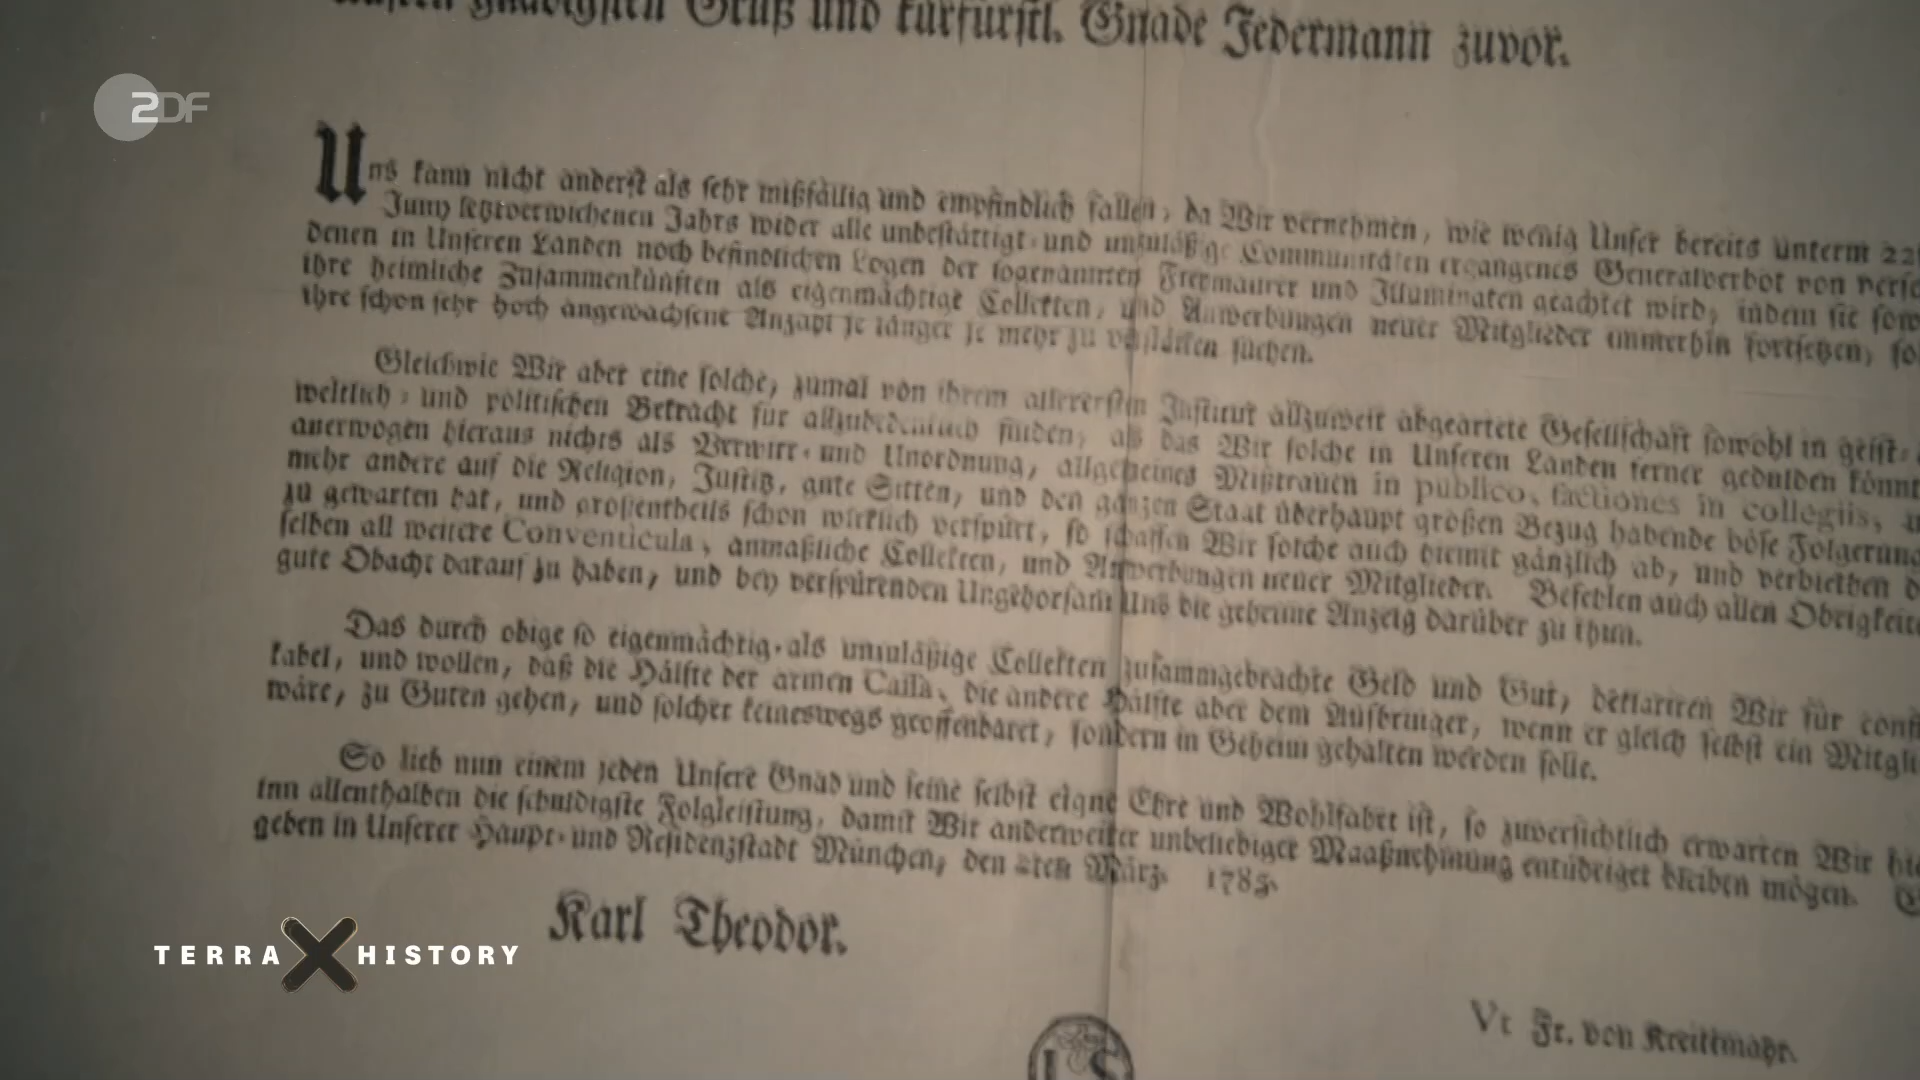 Unsern gnädigsten Gruß und kurfürstl. Gnade Jedermann zuvor.
ZDF
Uns kann nicht anderst als sehr mißfällig und empfindlich fallen, da Wir vernehmen, wie wenig Unser bereits unterm 22
Juny letztverwichenen Jahrs wider alle unbestättigt- und unzuläßige Communitäten ergangenes Generalverbot von versc
denen in Unseren Landen noch befindlichen Logen der sogenannten Freymaurer und Illuminaten geachtet wird, indem sie sow
ihre heimliche Zusammenkünften als eigenmächtige Collekten, und Anwerbungen neuer Mitglieder immerhin fortsetzen, so
ihre schon sehr hoch angewachsene Anzahl je länger je mehr zu verstärken suchen.
Gleichwie Wir aber eine solche, zumal von ihrem allerersten Institut allzuweit abgeartete Gesellschaft sowohl in geist-
weltlich- und politischen Betracht für allzubedenklich finden, als das Wir solche in Unseren Landen ferner gedulden könnt
anerwogen hieraus nichts als Verwirr- und Unordnung, allgemeines Mißtrauen in publico, factiones in collegiis,
mehr andere auf die Religion, Justitz, gute Sitten, und den ganzen Staat überhaupt großen Bezug habende böse Folgerung
zu gewarten hat, und großentheils schon wirklich verspürt, so schaffen Wir solche auch hiemit gänzlich ab, und verbiethen d
selben all weitere Conventicula, anmaßliche Collekten, und Anwerbungen neuer Mitglieder. Befehlen auch allen Obrigkeite
gute Obacht darauf zu haben, und bey verspürenden Ungehorsam Uns die geheime Anzeig darüber zu thun.
Das durch obige so eigenmächtig- als unzuläßige Collekten zusammgebrachte Geld und Gut, deklariren Wir für confi
kabel, und wollen, daß die Hälfte der armen Cassa, die andere Hälfte aber dem Aufbringer, wenn er gleich selbst ein Mitgli
wäre, zu Guten gehen, und solcher keineswegs geoffenbaret, sondern in Geheim gehalten werden solle.
So lieb nun einem jeden Unsere Gnad und seine selbst eigne Ehre und Wohlfahrt ist, so zuversichtlich erwarten Wir hie
inn allenthalben die schuldigste Folgleistung, damit Wir anderweiter unbeliebiger Maaßnehmung entübriget bleiben mögen. G
geben in Unserer Haupt- und Residenzstadt München, den 2ten März 1785.
Karl Theodor.
TERRA X HISTORY
Vt Fr. von Kreittmayr.
L S